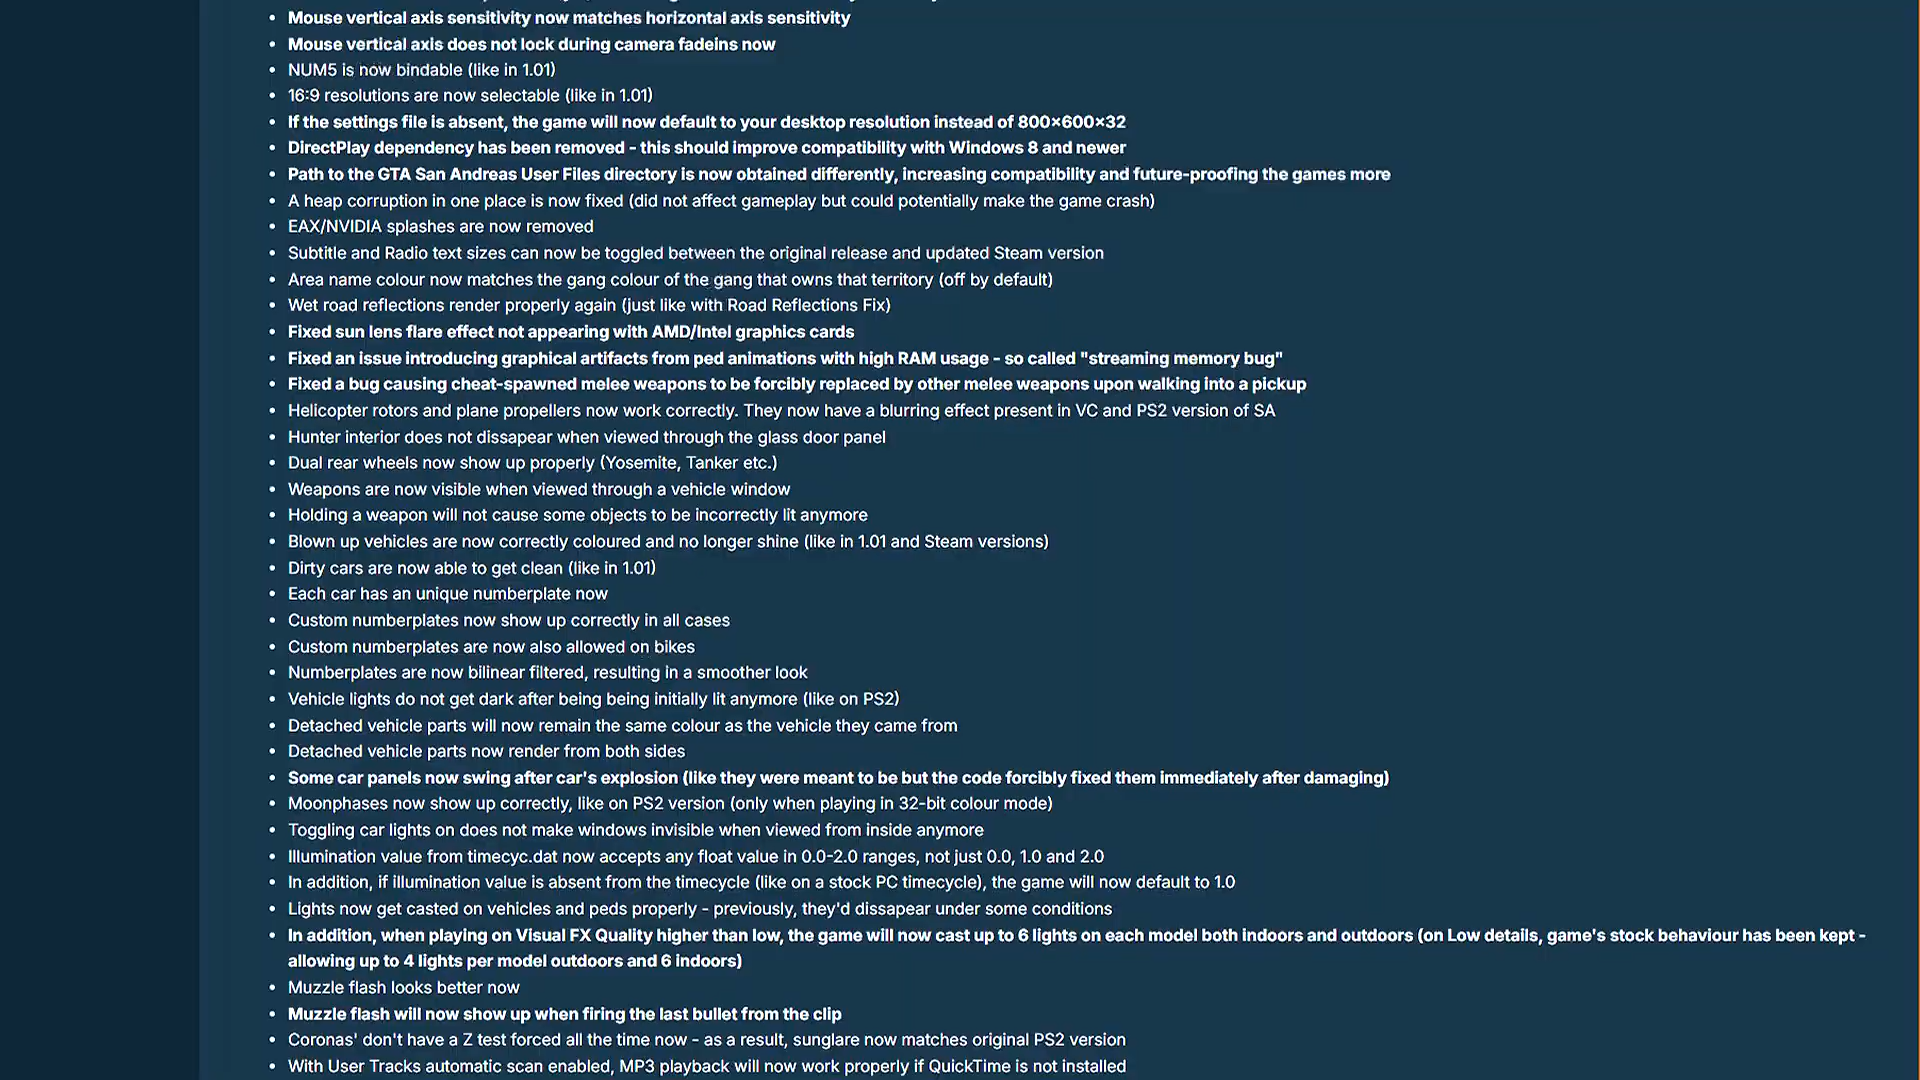 • Mouse vertical axis sensitivity now matches horizontal axis sensitivity
• Mouse vertical axis does not lock during camera fadeins now
• NUM5 is now bindable (like in 1.01)
• 16:9 resolutions are now selectable (like in 1.01)
• If the settings file is absent, the game will now default to your desktop resolution instead of 800×600×32
• DirectPlay dependency has been removed - this should improve compatibility with Windows 8 and newer
• Path to the GTA San Andreas User Files directory is now obtained differently, increasing compatibility and future-proofing the games more
• A heap corruption in one place is now fixed (did not affect gameplay but could potentially make the game crash)
• EAX/NVIDIA splashes are now removed
• Subtitle and Radio text sizes can now be toggled between the original release and updated Steam version
• Area name colour now matches the gang colour of the gang that owns that territory (off by default)
• Wet road reflections render properly again (just like with Road Reflections Fix)
• Fixed sun lens flare effect not appearing with AMD/Intel graphics cards
• Fixed an issue introducing graphical artifacts from ped animations with high RAM usage - so called "streaming memory bug"
• Fixed a bug causing cheat-spawned melee weapons to be forcibly replaced by other melee weapons upon walking into a pickup
• Helicopter rotors and plane propellers now work correctly. They now have a blurring effect present in VC and PS2 version of SA
• Hunter interior does not dissapear when viewed through the glass door panel
• Dual rear wheels now show up properly (Yosemite, Tanker etc.)
• Weapons are now visible when viewed through a vehicle window
• Holding a weapon will not cause some objects to be incorrectly lit anymore
• Blown up vehicles are now correctly coloured and no longer shine (like in 1.01 and Steam versions)
• Dirty cars are now able to get clean (like in 1.01)
• Each car has an unique numberplate now
• Custom numberplates now show up correctly in all cases
• Custom numberplates are now also allowed on bikes
• Numberplates are now bilinear filtered, resulting in a smoother look
• Vehicle lights do not get dark after being being initially lit anymore (like on PS2)
• Detached vehicle parts will now remain the same colour as the vehicle they came from
• Detached vehicle parts now render from both sides
• Some car panels now swing after car's explosion (like they were meant to be but the code forcibly fixed them immediately after damaging)
• Moonphases now show up correctly, like on PS2 version (only when playing in 32-bit colour mode)
• Toggling car lights on does not make windows invisible when viewed from inside anymore
• Illumination value from timecyc.dat now accepts any float value in 0.0-2.0 ranges, not just 0.0, 1.0 and 2.0
• In addition, if illumination value is absent from the timecycle (like on a stock PC timecycle), the game will now default to 1.0
• Lights now get casted on vehicles and peds properly - previously, they'd dissapear under some conditions
• In addition, when playing on Visual FX Quality higher than low, the game will now cast up to 6 lights on each model both indoors and outdoors (on Low details, game's stock behaviour has been kept -
allowing up to 4 lights per model outdoors and 6 indoors)
• Muzzle flash looks better now
• Muzzle flash will now show up when firing the last bullet from the clip
• Coronas' don't have a Z test forced all the time now - as a result, sunglare now matches original PS2 version
• With User Tracks automatic scan enabled, MP3 playback will now work properly if QuickTime is not installed